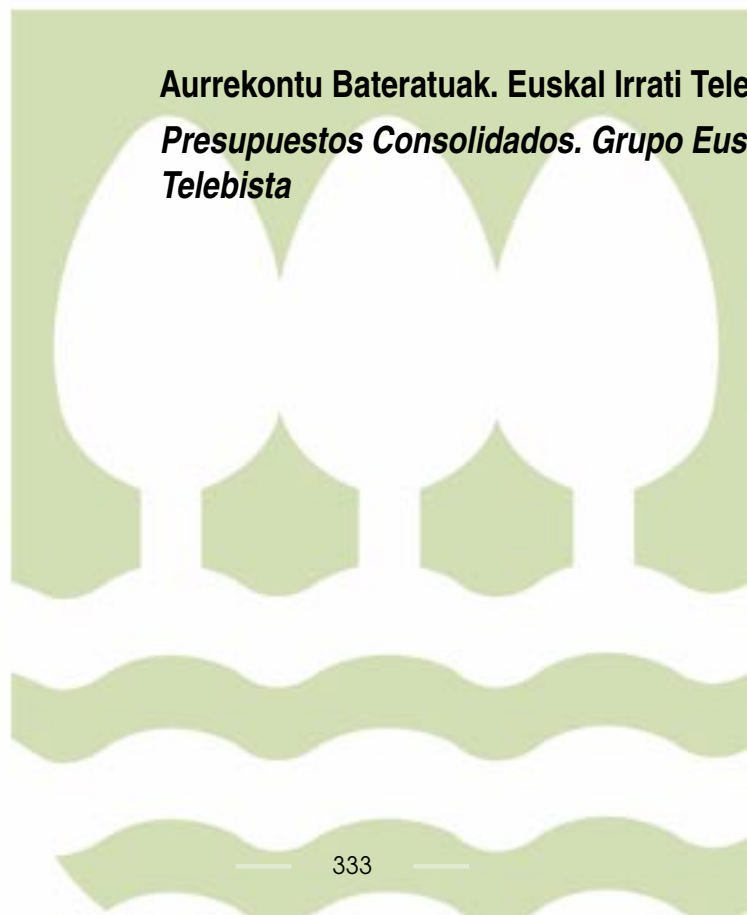 Aurrekontu Bateratuak. Euskal Irrati Tele
Presupuestos Consolidados. Grupo Eus
Telebista
333